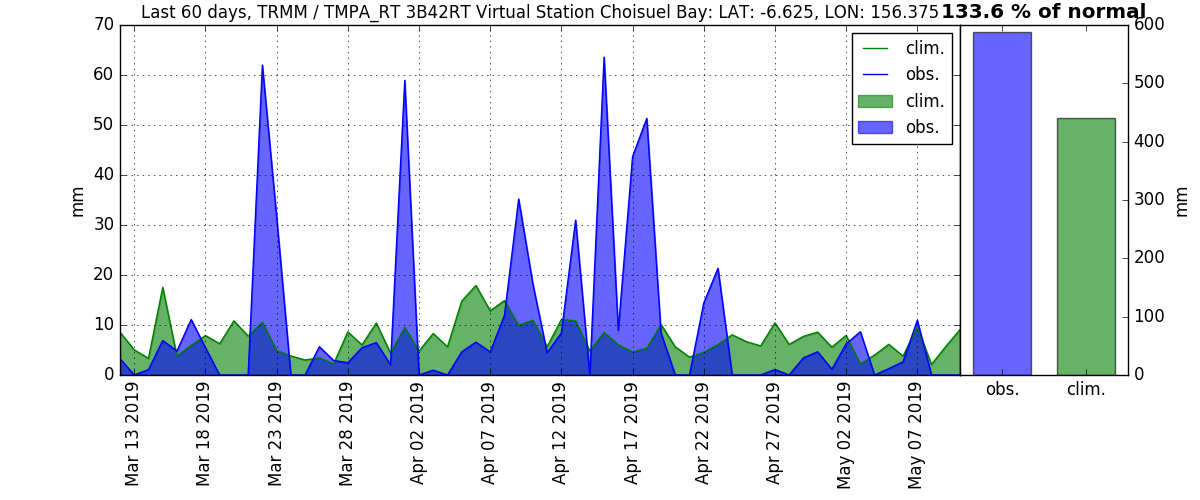 Last 60 days, TRMM / TMPA_RT 3B42RT Virtual Station Choisuel Bay: LAT: -6.625, LON: 156.375
133.6 % of normal
70
60
50
40
30
20
10
0
mm
clim.
obs.
clim.
obs.
Mar 13 2019
Mar 18 2019
Mar 23 2019
Mar 28 2019
Apr 02 2019
Apr 07 2019
Apr 12 2019
Apr 17 2019
Apr 22 2019
Apr 27 2019
May 02 2019
May 07 2019
600
500
400
300
200
100
0
mm
obs.
clim.